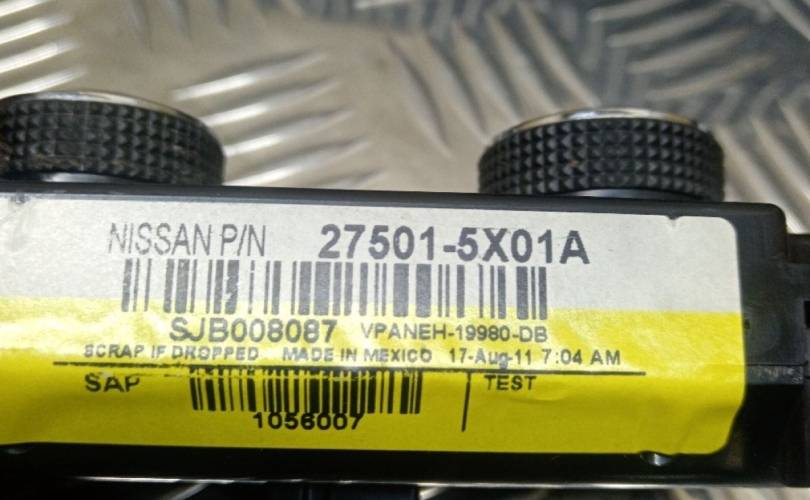 NISSAN P/N 27501-5X01A
SJB008087 VPANEH-19980-DB
SCRAP IF DROPPED MADE IN MEXICO 17-Aug-11 7:04 AM
SAP TEST
1056007